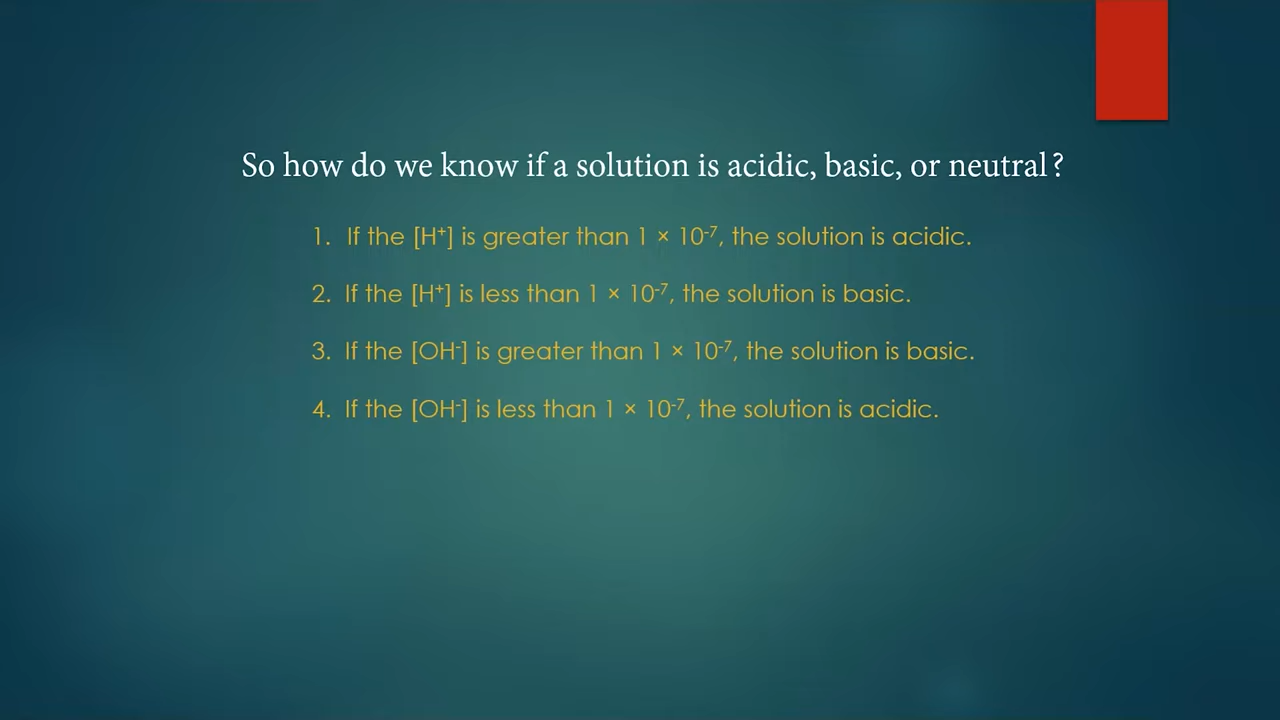 So how do we know if a solution is acidic, basic, or neutral?
1. If the [H⁺] is greater than 1 × 10⁻⁷, the solution is acidic.
2. If the [H⁺] is less than 1 × 10⁻⁷, the solution is basic.
3. If the [OH⁻] is greater than 1 × 10⁻⁷, the solution is basic.
4. If the [OH⁻] is less than 1 × 10⁻⁷, the solution is acidic.